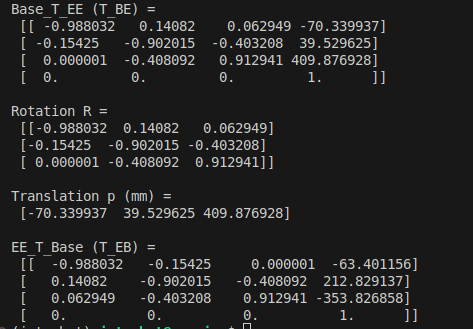 Base_T_EE (T_BE) =
[[ -0.988032 0.14082 0.062949 -70.339937]
[ -0.15425 -0.902015 -0.403208 39.529625]
[ 0.000001 -0.408092 0.912941 409.876928]
[ 0. 0. 0. 1. ]]
Rotation R =
[[-0.988032 0.14082 0.062949]
[-0.15425 -0.902015 -0.403208]
[ 0.000001 -0.408092 0.912941]]
Translation p (mm) =
[-70.339937 39.529625 409.876928]
EE_T_Base (T_EB) =
[[ -0.988032 -0.15425 0.000001 -63.401156]
[ 0.14082 -0.902015 -0.408092 212.829137]
[ 0.062949 -0.403208 0.912941 -353.826858]
[ 0. 0. 0. 1. ]]